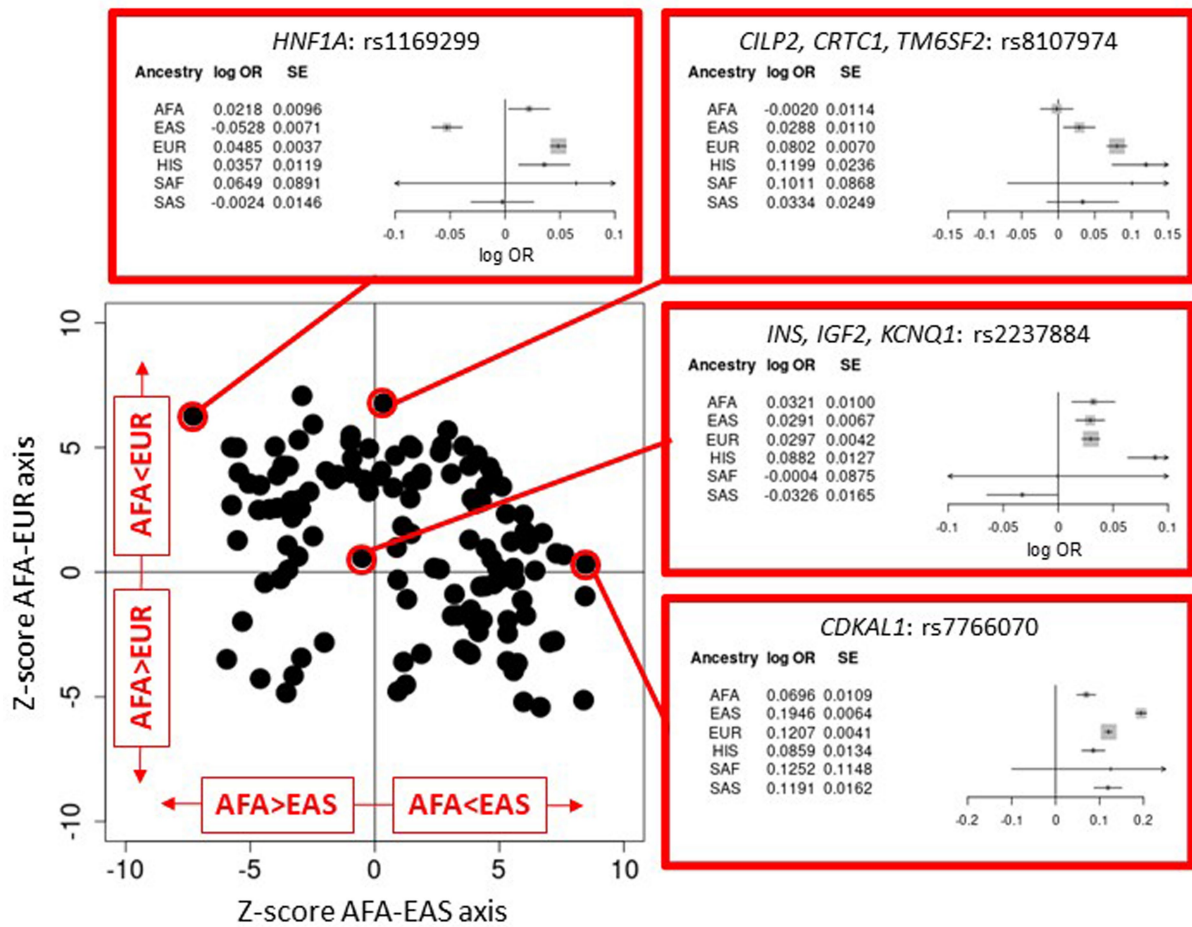 HNF1A: rs1169299
Ancestry log OR SE
AFA 0.0218 0.0096
EAS -0.0528 0.0071
EUR 0.0485 0.0037
HIS 0.0357 0.0119
SAF 0.0649 0.0891
SAS -0.0024 0.0146
-0.1 -0.05 0 0.05 0.1
log OR
CILP2, CRTC1, TM6SF2: rs8107974
Ancestry log OR SE
AFA -0.0020 0.0114
EAS 0.0288 0.0110
EUR 0.0802 0.0070
HIS 0.1199 0.0236
SAF 0.1011 0.0868
SAS 0.0334 0.0249
-0.15 -0.1 -0.05 0 0.05 0.1 0.15
INS, IGF2, KCNQ1: rs2237884
Ancestry log OR SE
AFA 0.0321 0.0100
EAS 0.0291 0.0067
EUR 0.0297 0.0042
HIS 0.0882 0.0127
SAF -0.0004 0.0875
SAS -0.0326 0.0165
-0.1 -0.05 0 0.05 0.1
log OR
CDKAL1: rs7766070
Ancestry log OR SE
AFA 0.0696 0.0109
EAS 0.1946 0.0064
EUR 0.1207 0.0041
HIS 0.0859 0.0134
SAF 0.1252 0.1148
SAS 0.1191 0.0162
-0.2 -0.1 0 0.1 0.2
Z-score AFA-EUR axis
AFA<EUR
AFA>EUR
10
5
0
-5
-10
AFA>EAS
AFA<EAS
-10 -5 0 5 10
Z-score AFA-EAS axis